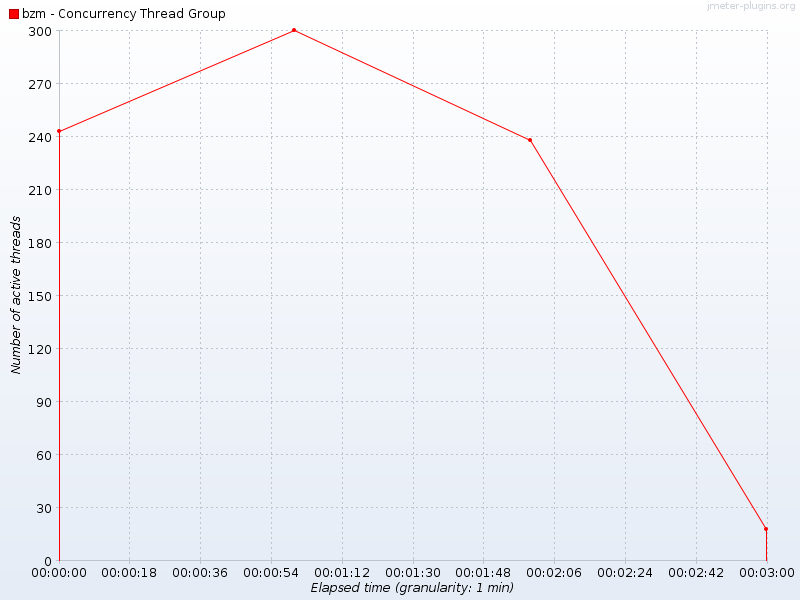 jmeter-plugins.org
bzm - Concurrency Thread Group
300
270
240
210
180
150
120
90
60
30
0
Number of active threads
00:00:00 00:00:18 00:00:36 00:00:54 00:01:12 00:01:30 00:01:48 00:02:06 00:02:24 00:02:42 00:03:00
Elapsed time (granularity: 1 min)